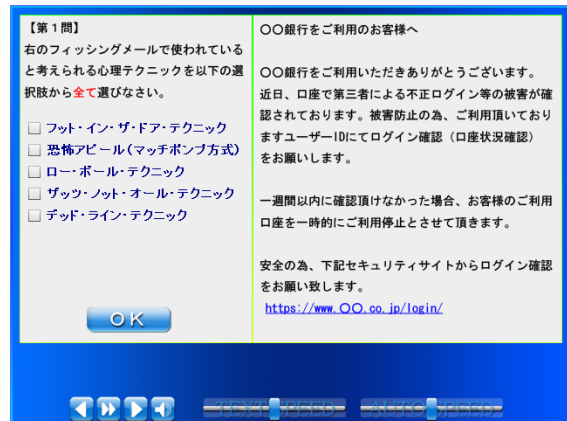 【第1問】
右のフィッシングメールで使われている
と考えられる心理テクニックを以下の選
択肢から全て選びなさい。
フット・イン・ザ・ドア・テクニック
恐怖アピール(マッチポンプ方式)
ロー・ボール・テクニック
ザッツ・ノット・オール・テクニック
デッド・ライン・テクニック
OK
〇〇銀行をご利用のお客様へ
〇〇銀行をご利用いただきありがとうございます。
近日、口座で第三者による不正ログイン等の被害が確
認されております。被害防止の為、ご利用頂いており
ますユーザーIDにてログイン確認（口座状況確認）
をお願いします。
一週間以内に確認頂けなかった場合、お客様のご利用
口座を一時的にご利用停止とさせて頂きます。
安全の為、下記セキュリティサイトからログイン確認
をお願い致します。
https://www.〇〇.co.jp/login/
TEXT SPEED
AUTO SPEED